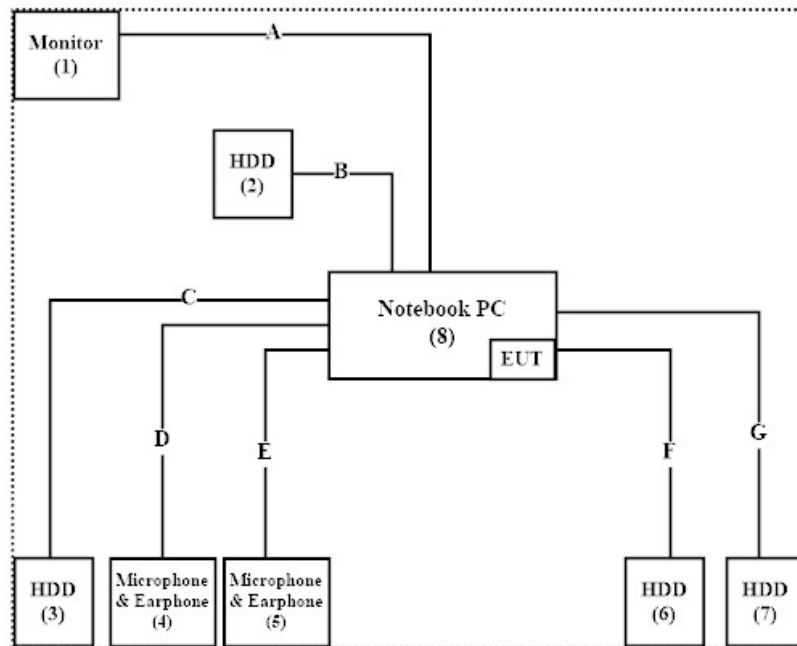 Monitor
(1)
A
HDD
(2)
B
C
Notebook PC
(8)
EUT
D
E
F
G
HDD
(3)
Microphone
& Earphone
(4)
Microphone
& Earphone
(5)
HDD
(6)
HDD
(7)